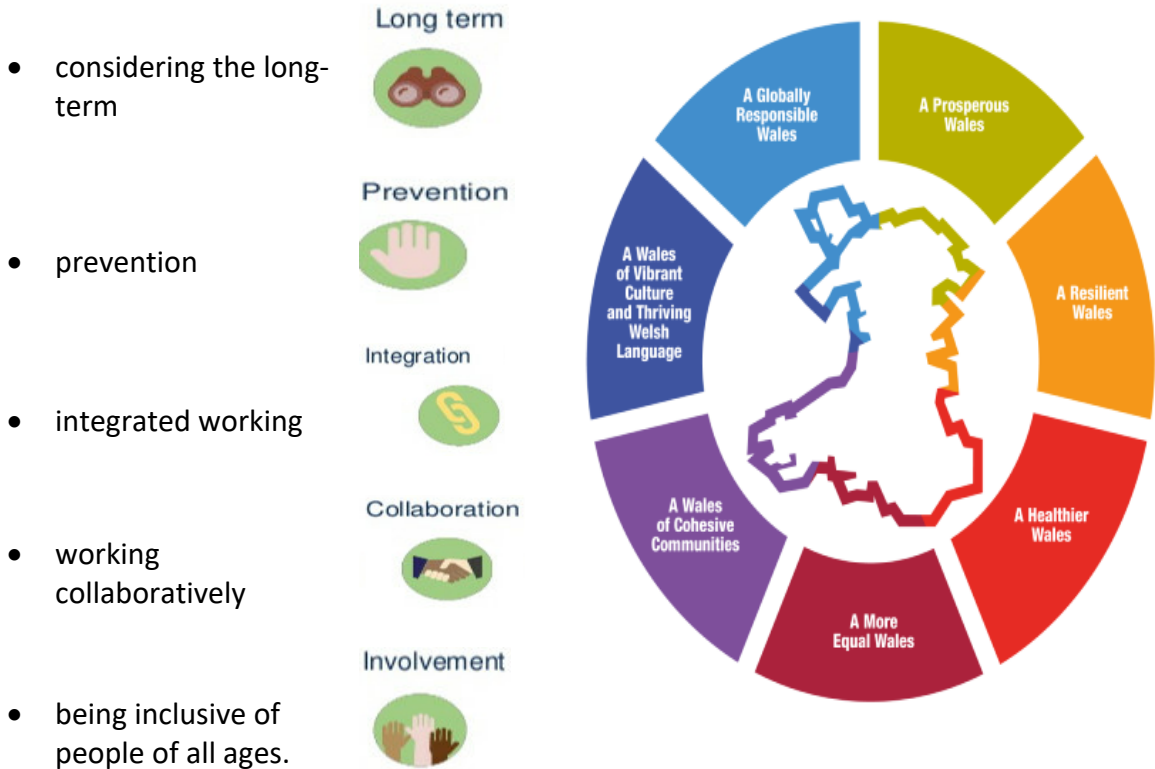 Long term
• considering the long-
term
Prevention
• prevention
Integration
• integrated working
Collaboration
• working
collaboratively
Involvement
• being inclusive of
people of all ages.
A Globally
Responsible
Wales
A Prosperous
Wales
A Resilient
Wales
A Healthier
Wales
A More
Equal Wales
A Wales
of Cohesive
Communities
A Wales
of Vibrant
Culture
and Thriving
Welsh
Language